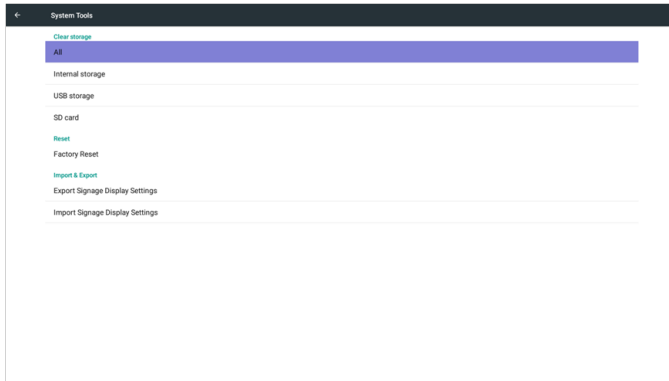 System Tools
Clear storage
All
Internal storage
USB storage
SD card
Reset
Factory Reset
Import & Export
Export Signage Display Settings
Import Signage Display Settings